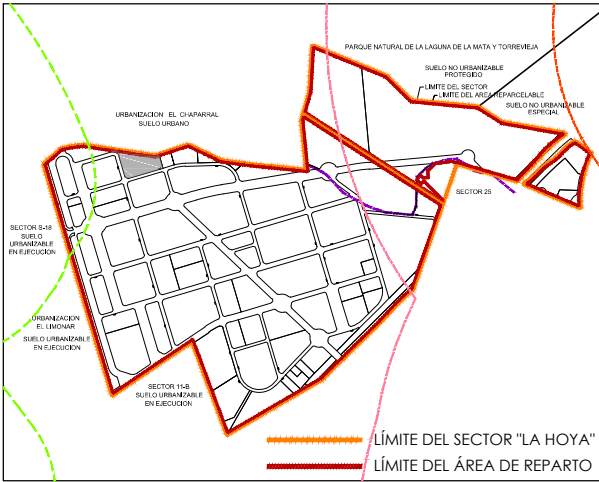 PARQUE NATURAL DE LA LAGUNA DE LA MATA Y TORREVIEJA
SUELO NO URBANIZABLE
PROTEGIDO
LIMITE DEL SECTOR
LIMITE DEL AREA REPARCELABLE
SUELO NO URBANIZABLE
ESPECIAL
URBANIZACION EL CHAPARRAL
SUELO URBANO
SECTOR 25
SECTOR S-18
SUELO
URBANIZABLE
EN EJECUCION
URBANIZACION
EL LIMONAR
SUELO URBANIZABLE
EN EJECUCION
SECTOR 11-B
SUELO URBANIZABLE
EN EJECUCION
LÍMITE DEL SECTOR "LA HOYA"
LÍMITE DEL ÁREA DE REPARTO